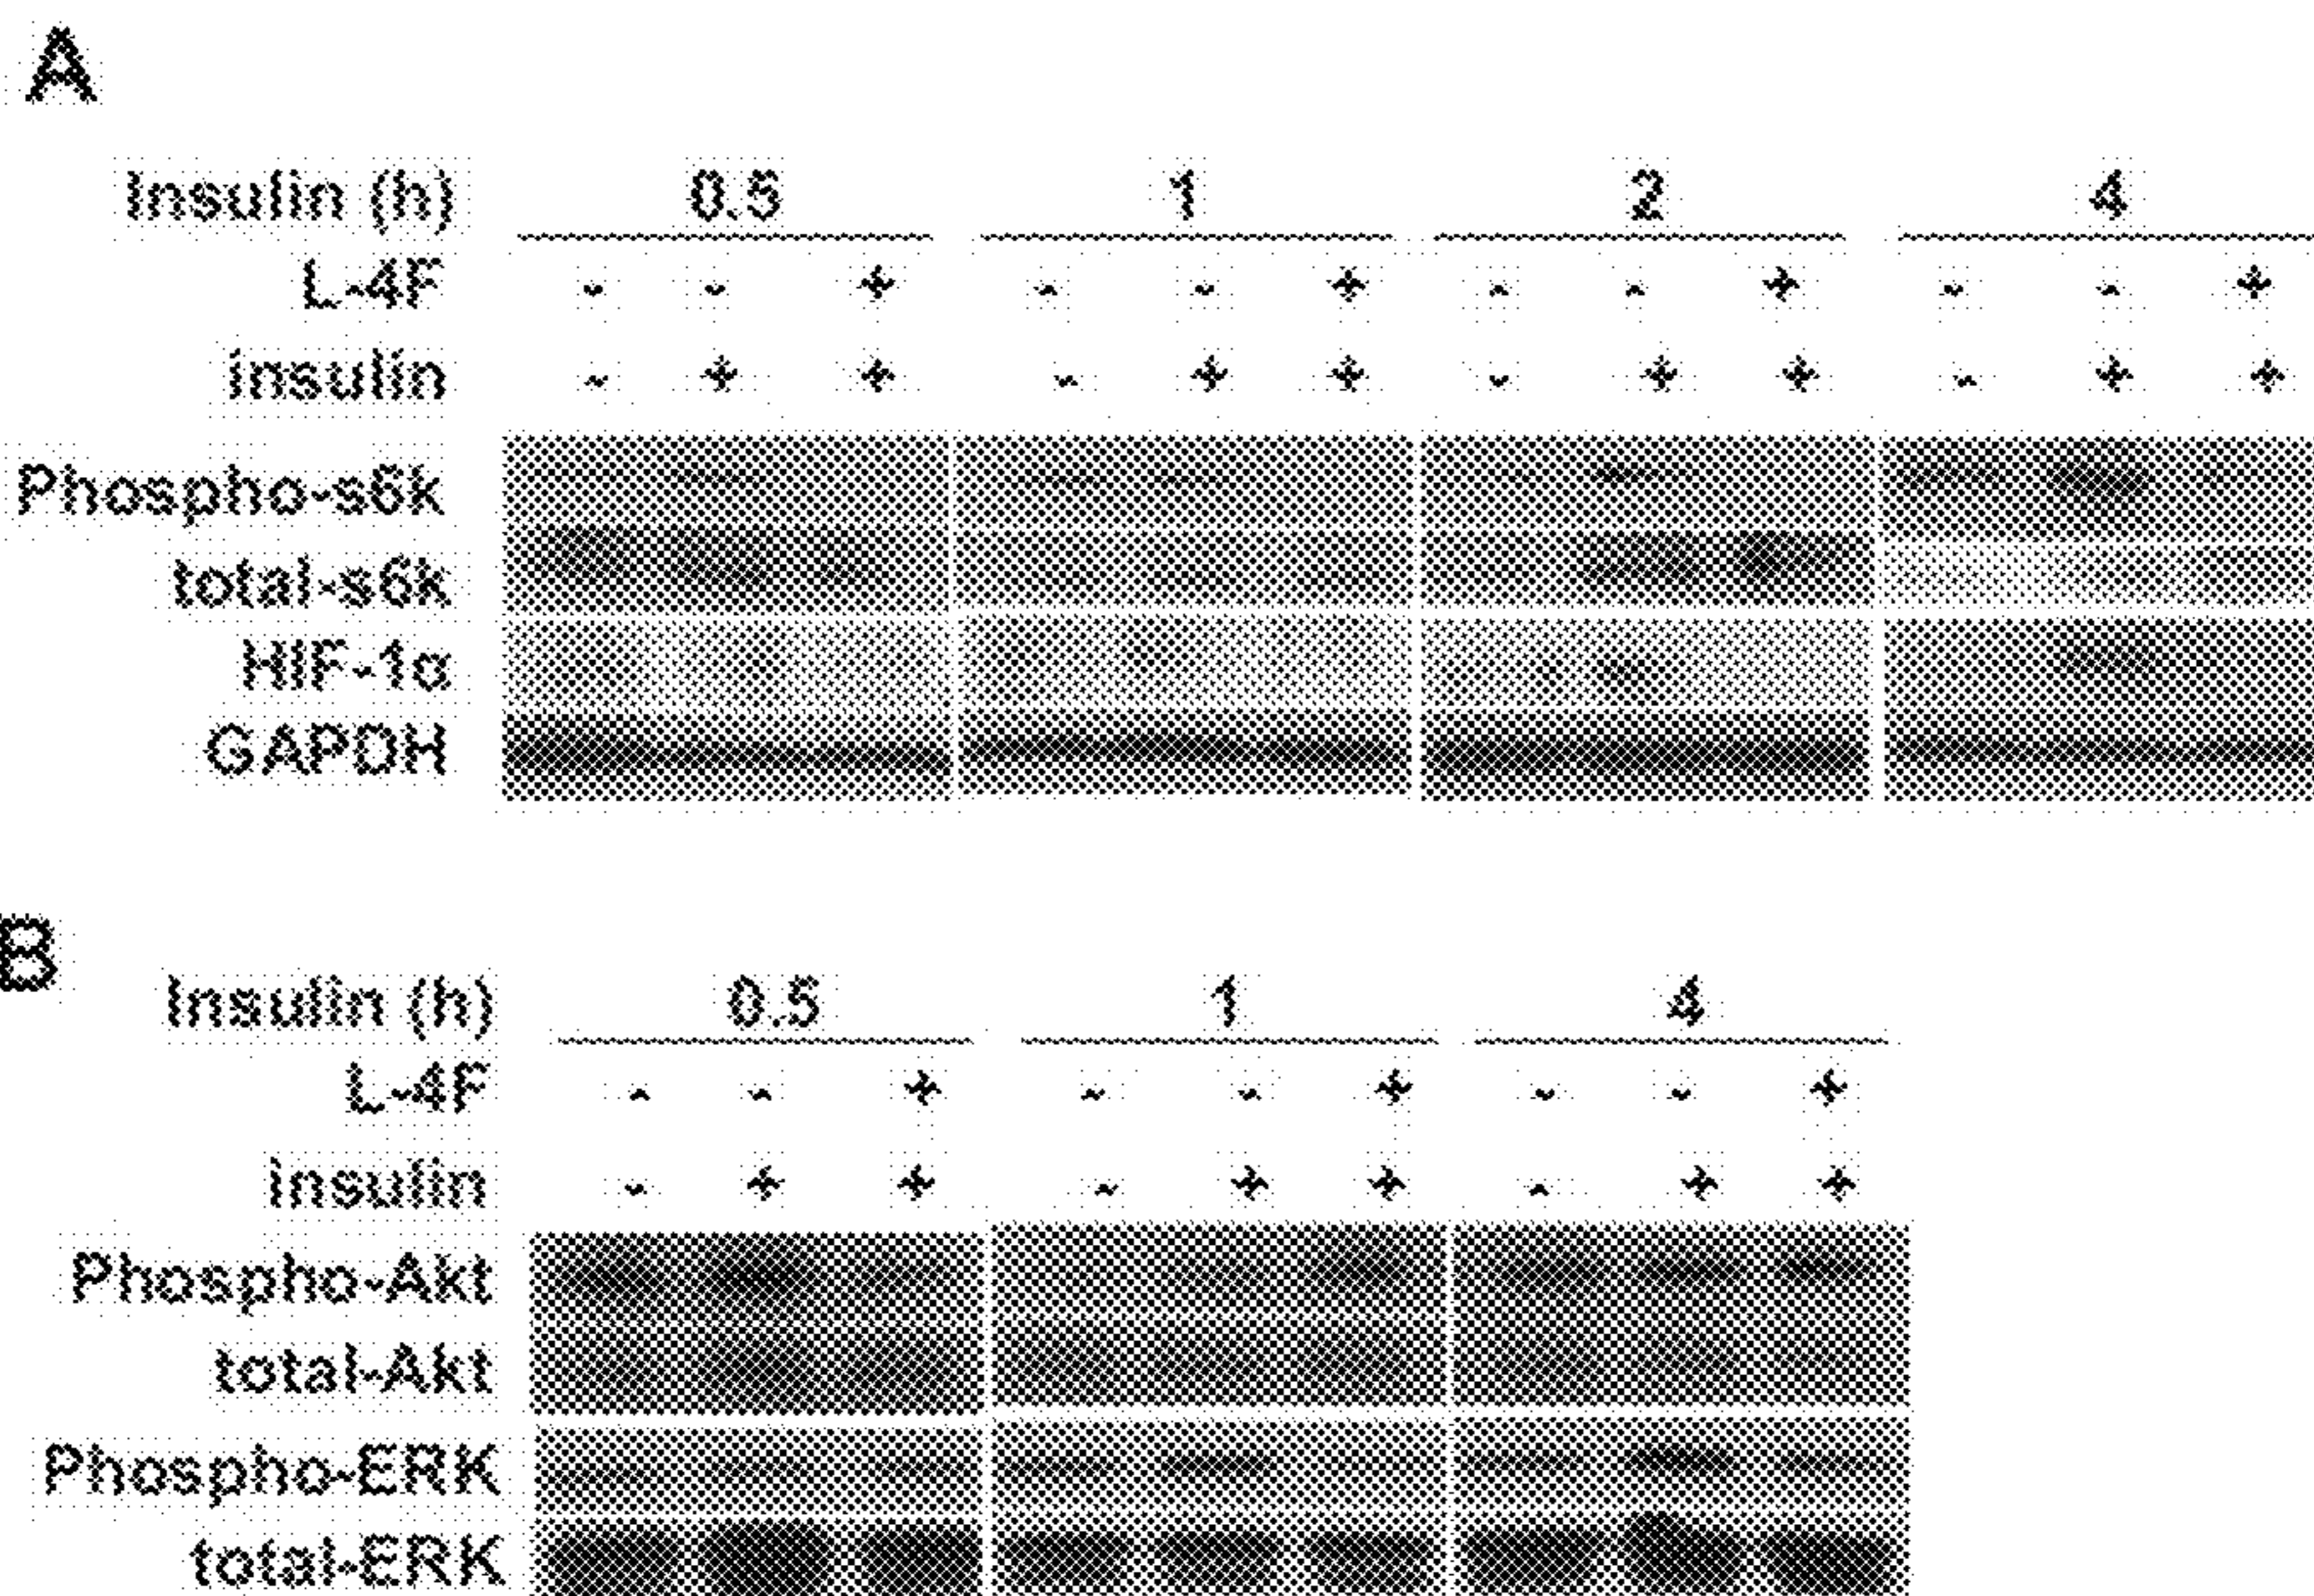 A
Insulin (h) 0.5 1 2 4
L-4F - - + - - + - - + - - +
insulin - + + - + + - + + - + +
Phospho-s6k
total-s6k
HIF-1α
GAPDH
B
Insulin (h) 0.5 1 4
L-4F - - + - - + - - +
insulin - + + - + + - + +
Phospho-Akt
total-Akt
Phospho-ERK
total-ERK